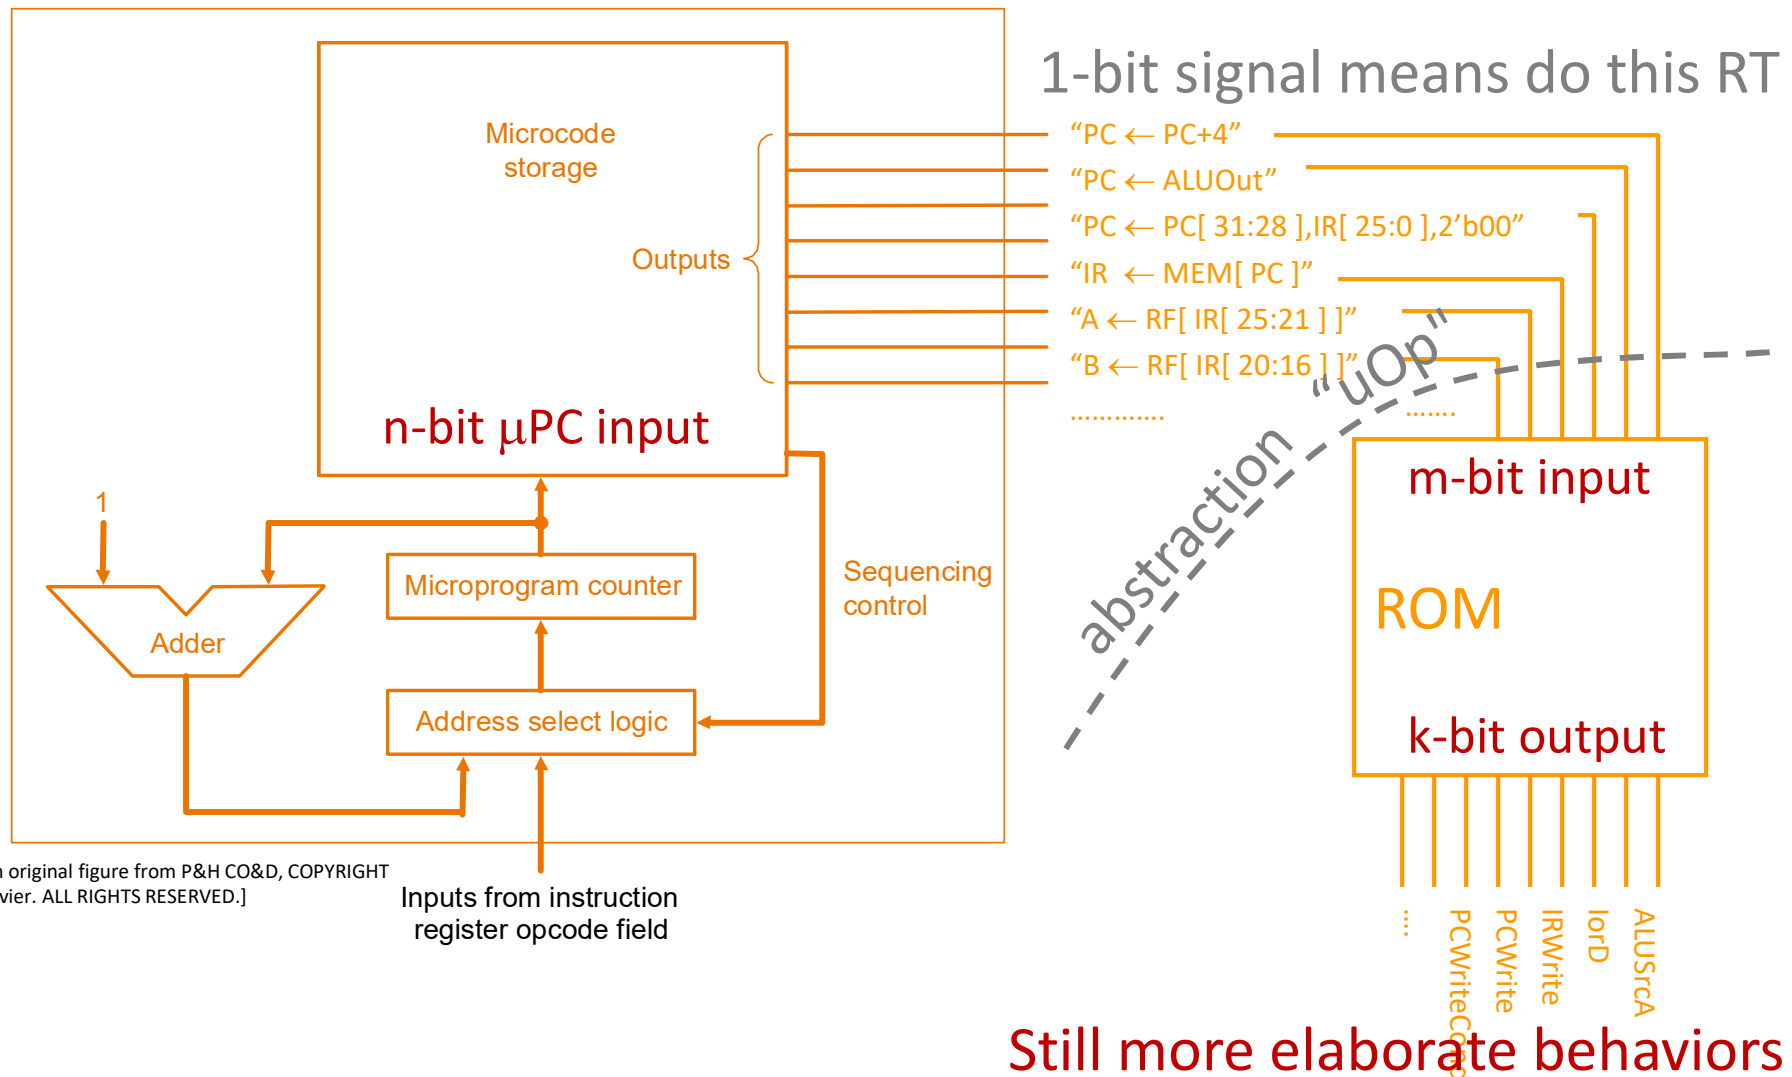 1-bit signal means do this RT
Microcode
storage
Outputs
n-bit μPC input
“PC ← PC+4”
“PC ← ALUOut”
“PC ← PC[ 31:28 ],IR[ 25:0 ],2’b00”
“IR ← MEM[ PC ]”
“A ← RF[ IR[ 25:21 ] ]”
“B ← RF[ IR[ 20:16 ] ]”
.............
.......
abstraction “uOp”
m-bit input
ROM
k-bit output
1
Adder
Microprogram counter
Sequencing
control
Address select logic
original figure from P&H CO&D, COPYRIGHT
ALL RIGHTS RESERVED.]
Inputs from instruction
register opcode field
....
PCWriteCond
PCWrite
IRWrite
IorD
ALUSrcA
Still more elaborate behaviors